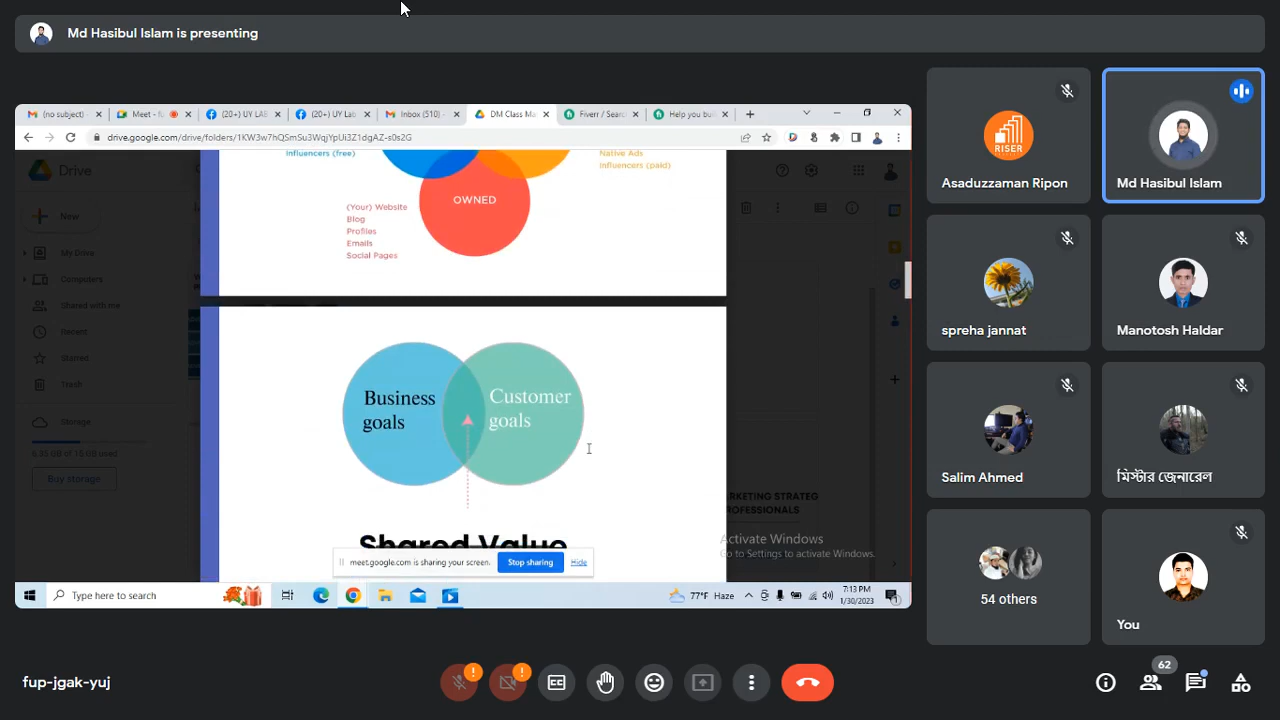 Md Hasibul Islam is presenting
(no subject)
Meet - fu
(20+) UY LAB
(20+) UY Lab
Inbox (510)
DM Class Ma
Fiverr / Searc
Help you bui
drive.google.com/drive/folders/1KW3w7hQSmSu3WqjYpUi3Z1dgAZ-s0s2G
Drive
New
My Drive
Computers
Shared with me
Recent
Starred
Trash
Storage
Buy storage
Influencers (free)
Native Ads
Influencers (paid)
OWNED
(Your) Website
Blog
Profiles
Emails
Social Pages
Business
goals
Customer
goals
Shared Value
ARKETING STRATEG
ROFESSIONALS
Activate Windows
Go to Settings to activate Windows.
meet.google.com is sharing your screen.
Stop sharing
Hide
Type here to search
77°F Haze
7:13 PM
1/30/2023
RISER
Asaduzzaman Ripon
Md Hasibul Islam
spreha jannat
Manotosh Haldar
Salim Ahmed
মিস্টার জেনারেল
54 others
You
fup-jgak-yuj
CC
62